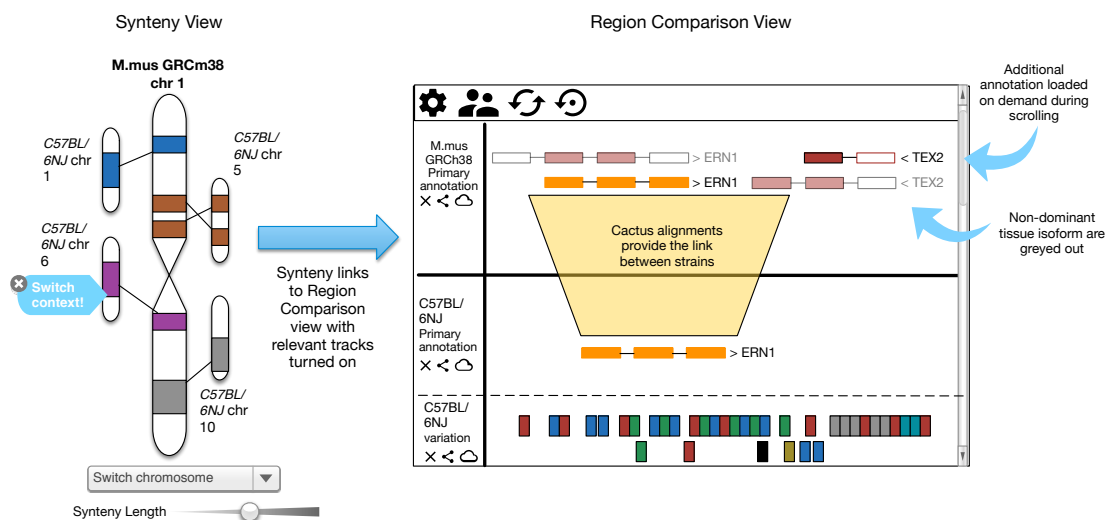 Synteny View
Region Comparison View
M.mus GRCm38
chr 1
C57BL/
6NJ chr
1
C57BL/
6NJ chr
5
C57BL/
6NJ chr
6
Switch
context!
C57BL/
6NJ chr
10
Switch chromosome
Synteny Length
Synteny links
to Region
Comparison
view with
relevant tracks
turned on
M.mus
GRCh38
Primary
annotation
> ERN1
< TEX2
> ERN1
< TEX2
Cactus alignments
provide the link
between strains
C57BL/
6NJ
Primary
annotation
> ERN1
C57BL/
6NJ
variation
Additional
annotation loaded
on demand during
scrolling
Non-dominant
tissue isoform are
greyed out